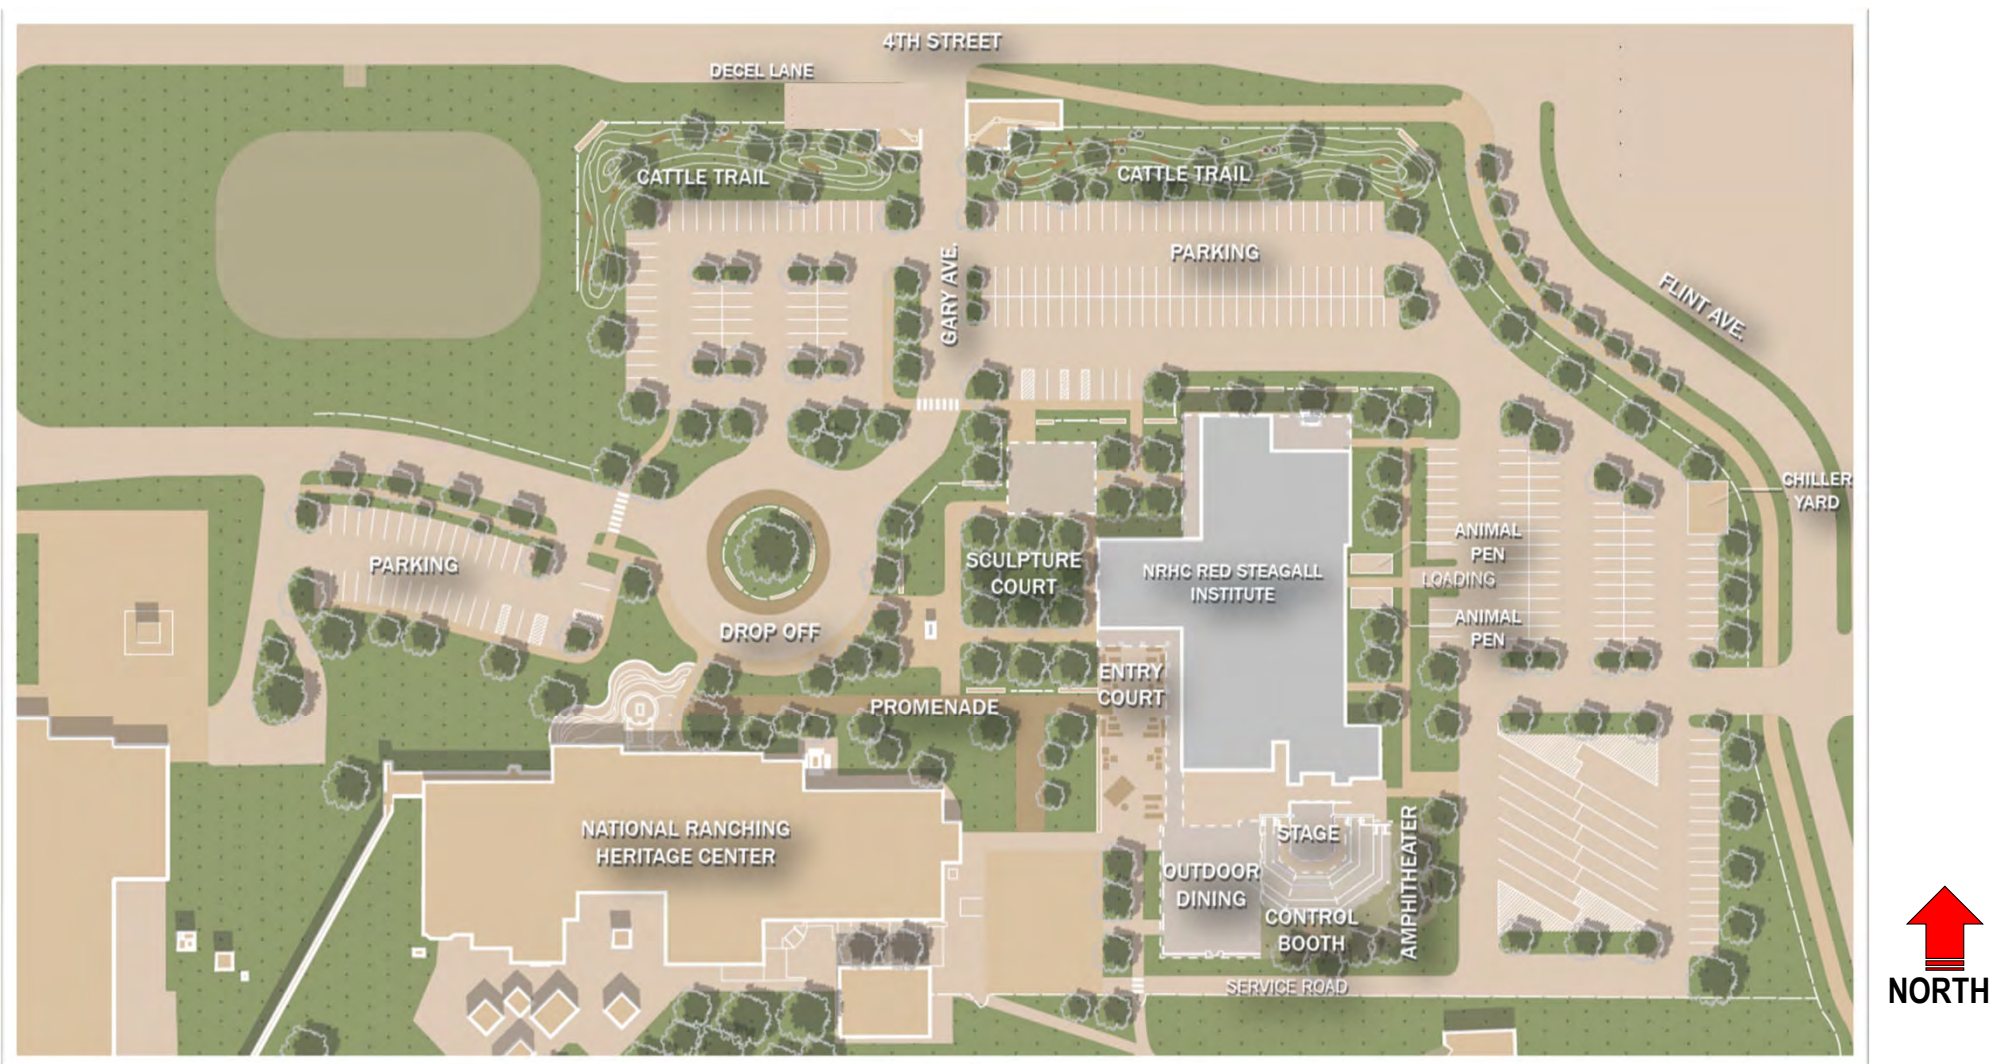 4TH STREET
DECEL LANE
CATTLE TRAIL
CATTLE TRAIL
GARY AVE.
PARKING
FLINT AVE.
CHILLER
YARD
ANIMAL
PEN
PARKING
SCULPTURE
COURT
NRHC RED STEAGALL
INSTITUTE
LOADING
ANIMAL
PEN
DROP OFF
ENTRY
COURT
PROMENADE
NATIONAL RANCHING
HERITAGE CENTER
STAGE
AMPHITHEATER
OUTDOOR
DINING
CONTROL
BOOTH
SERVICE ROAD
NORTH